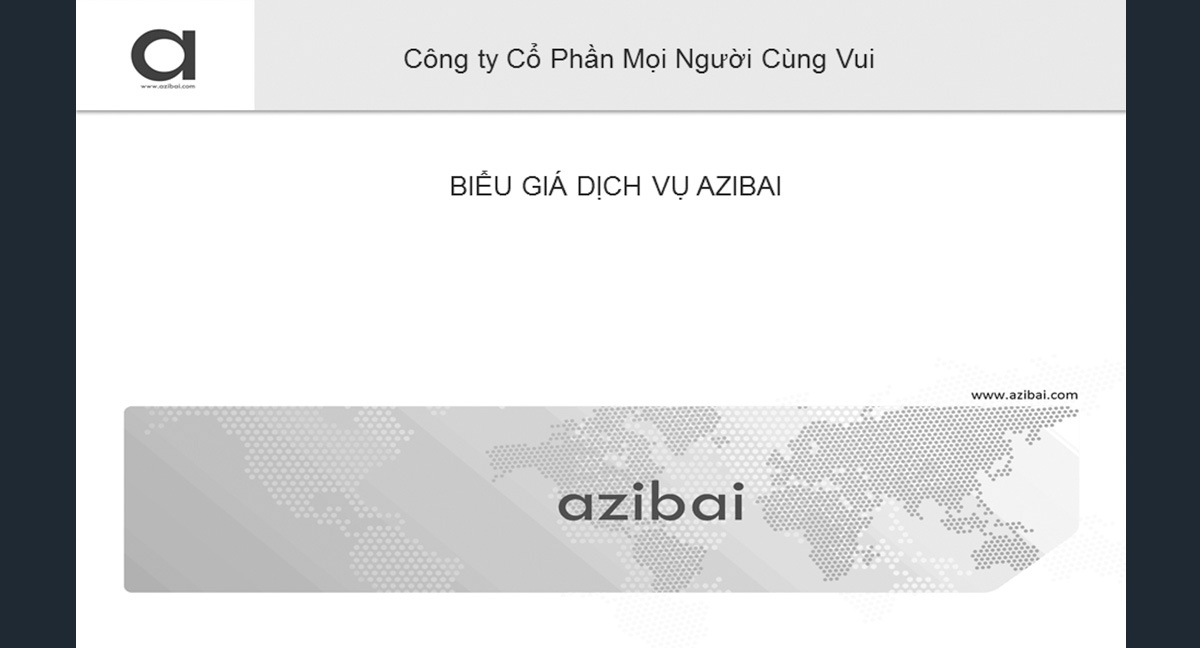 a
www.azibai.com
Công ty Cổ Phần Mọi Người Cùng Vui
BIỂU GIÁ DỊCH VỤ AZIBAI
www.azibai.com
azibai